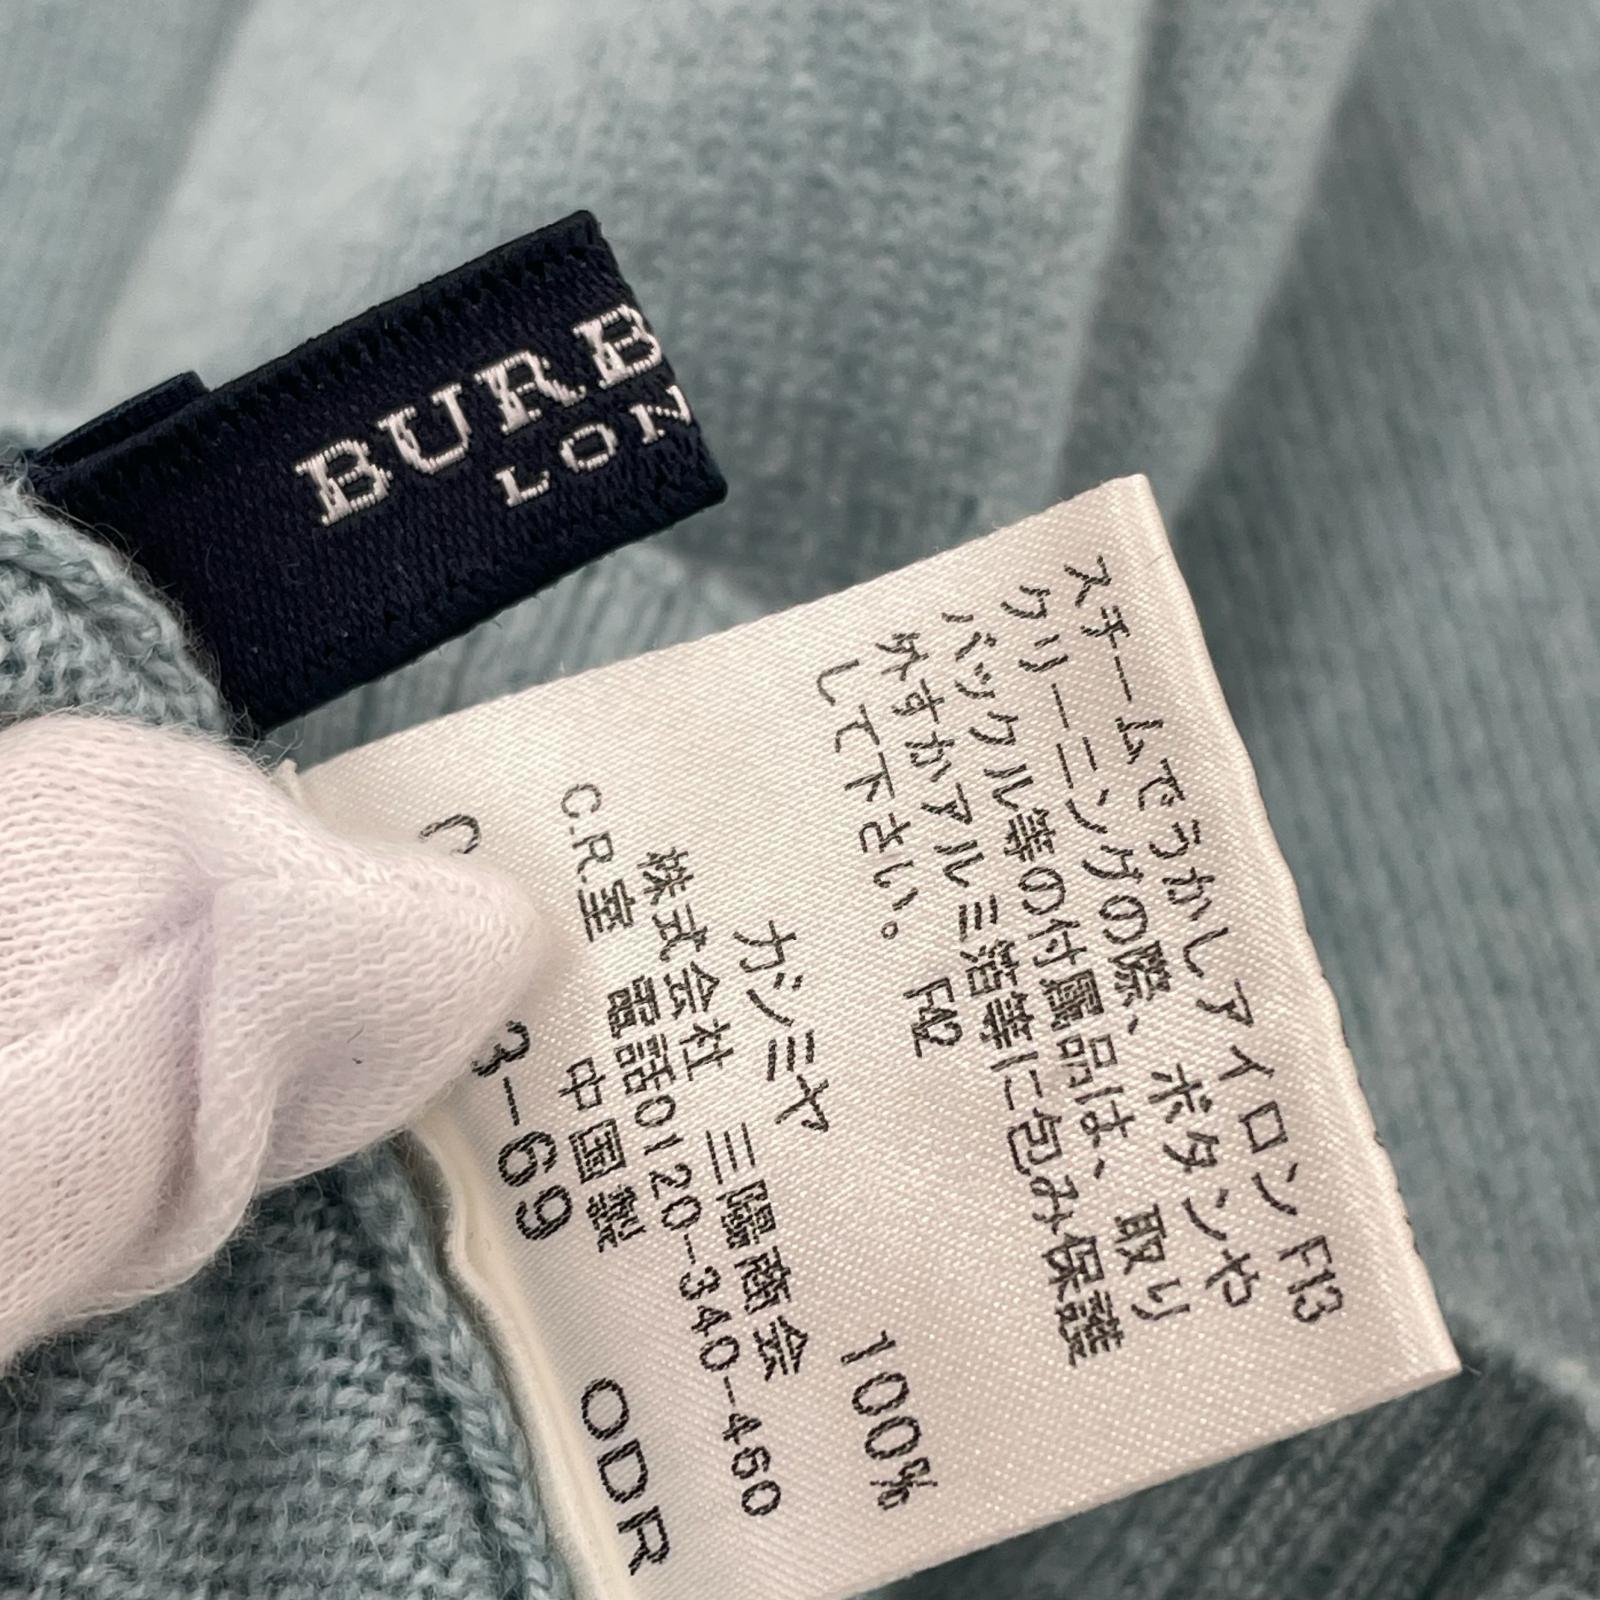 BURB
LON
スチームでうかしアイロン F13
クリーニングの際、ボタンや
バックル等の付属品は、取り
外すかアルミ箔等に包み保護
して下さい。 F42
カシミヤ 100%
株式会社 三陽商会
C.R.室 電話0120-340-460
中国製
3-69 ODR